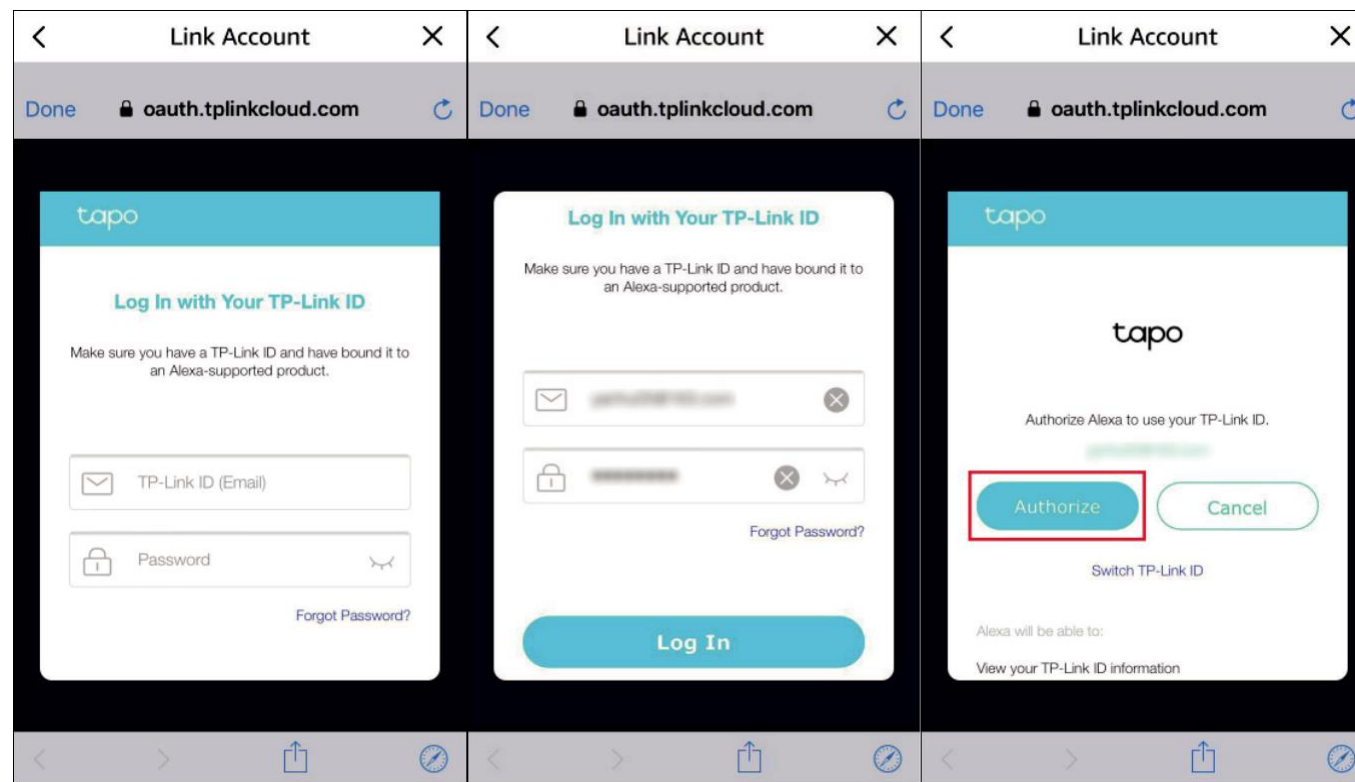 Link Account
Done
oauth.tplinkcloud.com
tapo
Log In with Your TP-Link ID
Make sure you have a TP-Link ID and have bound it to
an Alexa-supported product.
TP-Link ID (Email)
Password
Forgot Password?
Link Account
Done
oauth.tplinkcloud.com
Log In with Your TP-Link ID
Make sure you have a TP-Link ID and have bound it to
an Alexa-supported product.
Forgot Password?
Log In
Link Account
Done
oauth.tplinkcloud.com
tapo
tapo
Authorize Alexa to use your TP-Link ID.
Authorize
Cancel
Switch TP-Link ID
Alexa will be able to:
View your TP-Link ID information